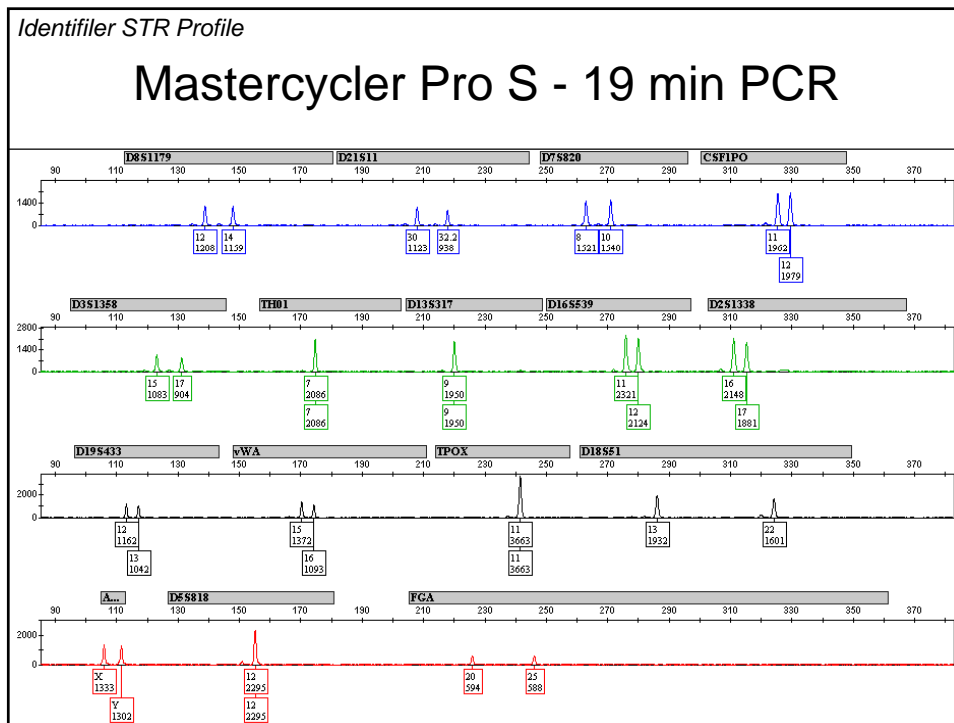 Identifiler STR Profile
Mastercycler Pro S - 19 min PCR
D8S1179 D21S11 D7S820 CSF1PO
90 110 130 150 170 190 210 230 250 270 290 310 330 350 370
1400
0
12 14 30 32.2 8 10 11
1208 1159 1123 938 1521 1540 1962
12
1979
D3S1358 TH01 D13S317 D16S539 D2S1338
90 110 130 150 170 190 210 230 250 270 290 310 330 350 370
2800
1400
0
15 17 7 9 11 16
1083 904 2086 1950 2321 2148
7 9 12 17
2086 1950 2124 1881
D19S433 vWA TPOX D18S51
90 110 130 150 170 190 210 230 250 270 290 310 330 350 370
2000
0
12 15 11 13 22
1162 1372 3663 1932 1601
13 16 11
1042 1093 3663
A... D5S818 FGA
90 110 130 150 170 190 210 230 250 270 290 310 330 350 370
2000
0
X 12 20 25
1333 2295 594 588
Y 12
1302 2295